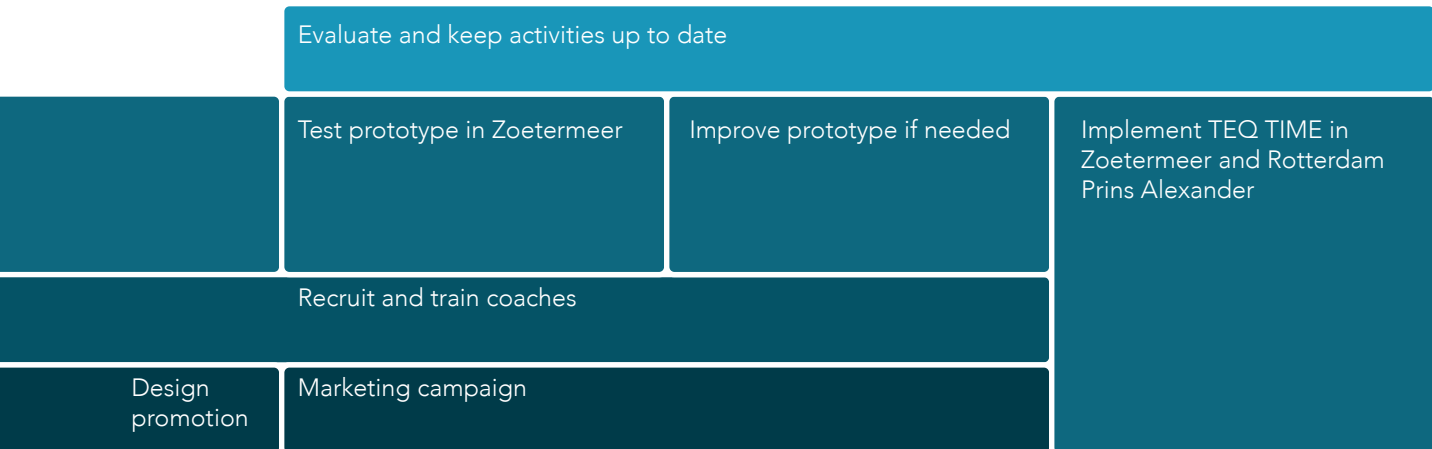 Evaluate and keep activities up to date
Test prototype in Zoetermeer
Improve prototype if needed
Implement TEQ TIME in
Zoetermeer and Rotterdam
Prins Alexander
Recruit and train coaches
Design
promotion
Marketing campaign